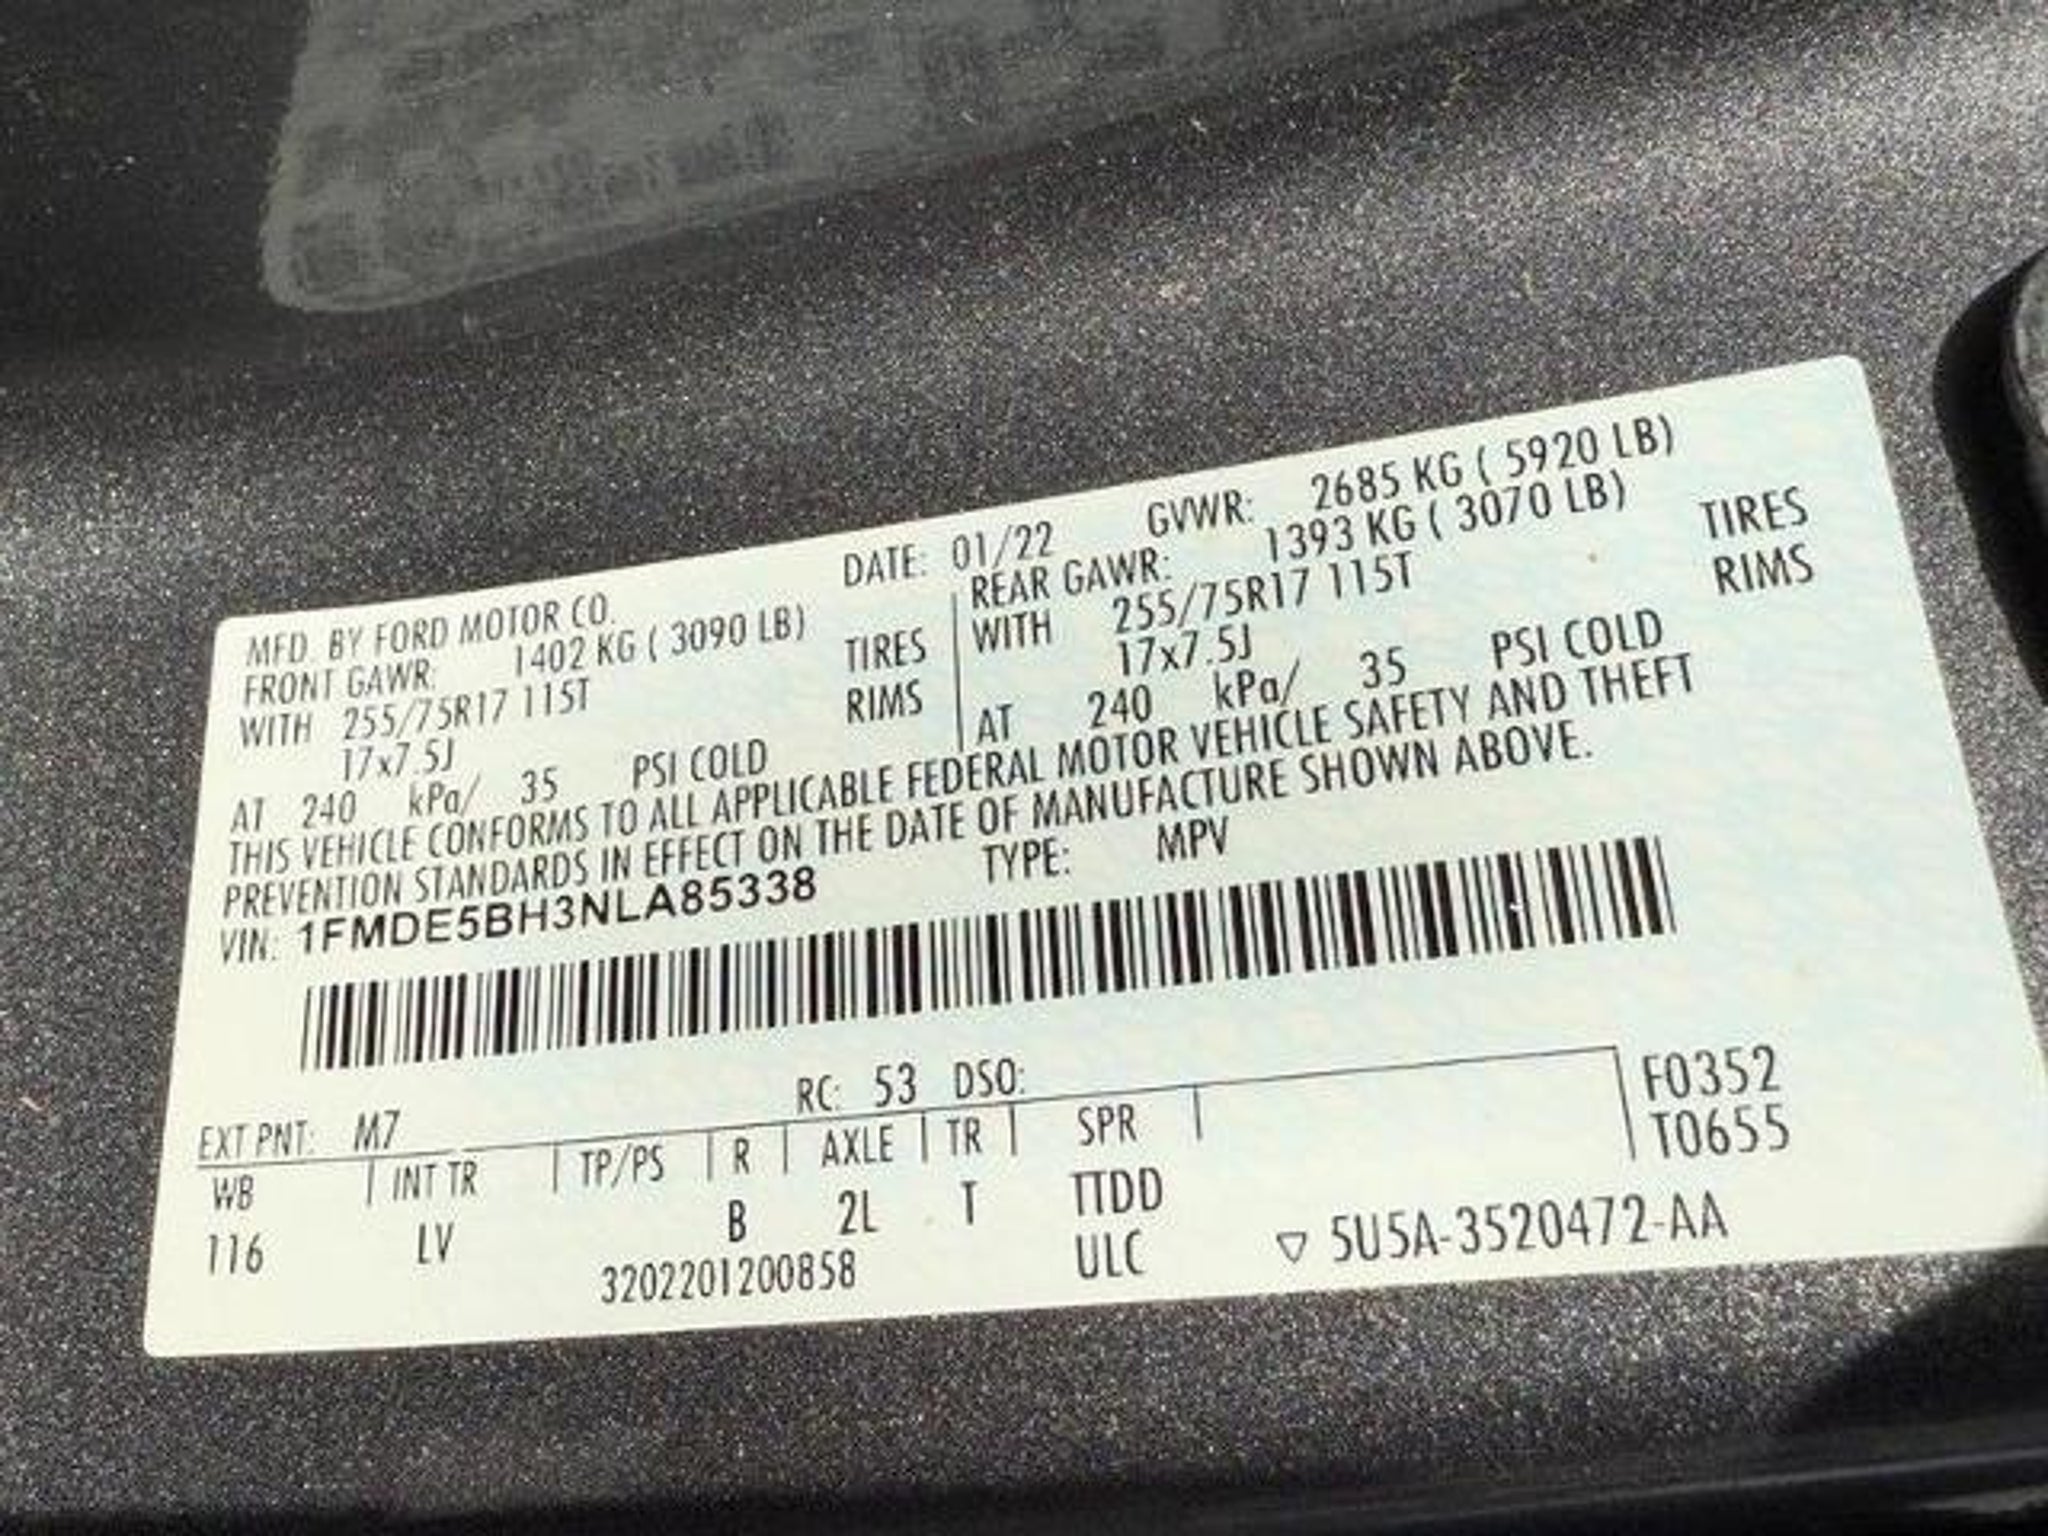 MFD. BY FORD MOTOR CO. DATE: 01/22 GVWR: 2685 KG ( 5920 LB)
FRONT GAWR: 1402 KG ( 3090 LB) REAR GAWR: 1393 KG ( 3070 LB)
WITH 255/75R17 115T TIRES WITH 255/75R17 115T TIRES
17x7.5J RIMS 17x7.5J RIMS
AT 240 kPa/ 35 PSI COLD AT 240 kPa/ 35 PSI COLD
THIS VEHICLE CONFORMS TO ALL APPLICABLE FEDERAL MOTOR VEHICLE SAFETY AND THEFT
PREVENTION STANDARDS IN EFFECT ON THE DATE OF MANUFACTURE SHOWN ABOVE.
VIN: 1FMDE5BH3NLA85338 TYPE: MPV
EXT PNT: M7 RC: 53 DSO: F0352
WB INT TR TP/PS R AXLE TR SPR T0655
116 LV B 2L T TTDD
3202201200858 ULC ▽ 5U5A-3520472-AA